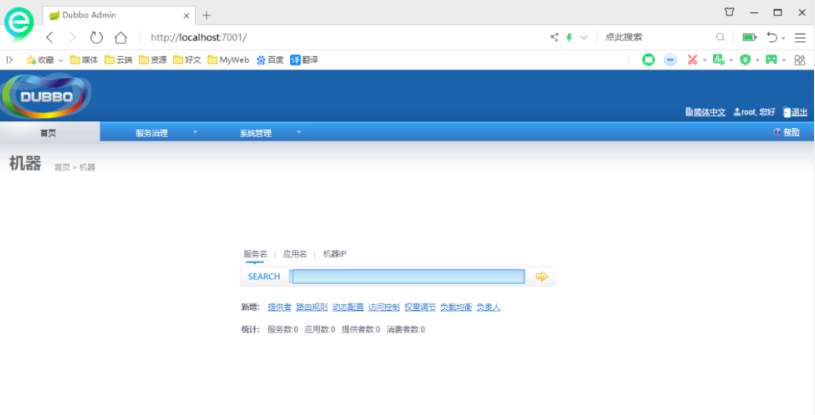 Dubbo Admin
http://localhost:7001/ 点此搜索
收藏 媒体 云端 资源 好文 MyWeb 百度 译 翻译
DUBBO
简体中文 root, 您好 退出
首页 服务治理 系统管理 帮助
机器 首页 > 机器
服务名 | 应用名 | 机器IP
SEARCH
新增: 提供者 路由规则 动态配置 访问控制 权重调节 负载均衡 负责人
统计: 服务数:0 应用数:0 提供者数:0 消费者数:0